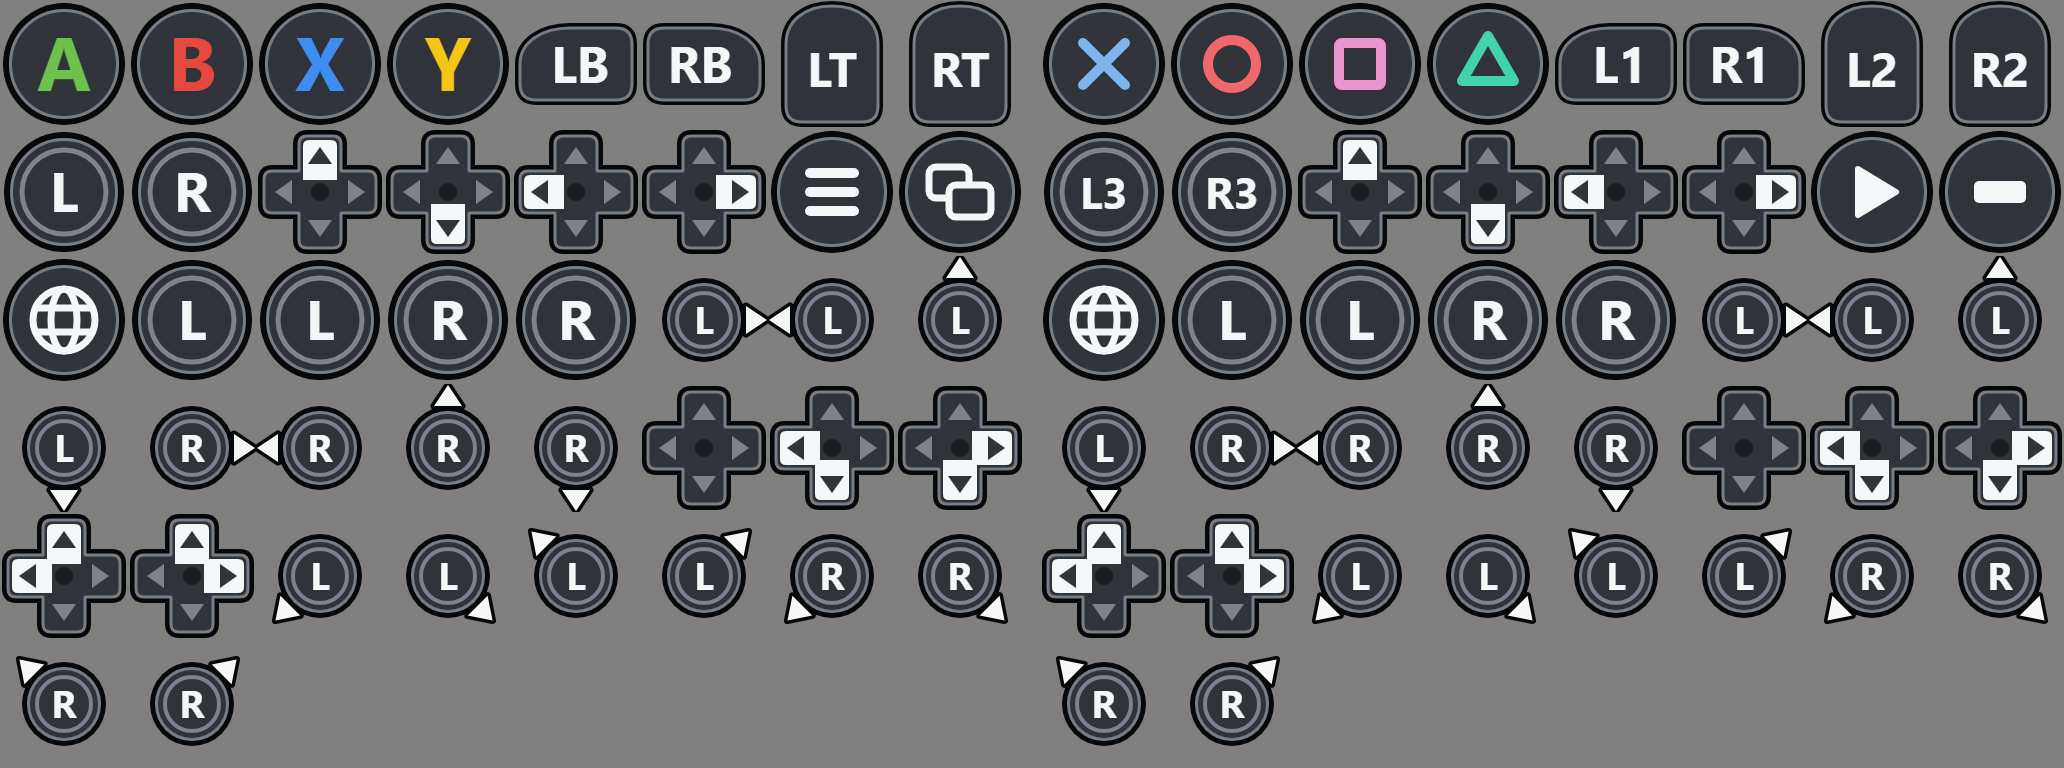 A B X Y LB RB LT RT L1 R1 L2 R2
L R L3 R3
L L R R L L L L L R R L L L
L R R R R L R R R R
L L L L R R L L L L R R
R R R R